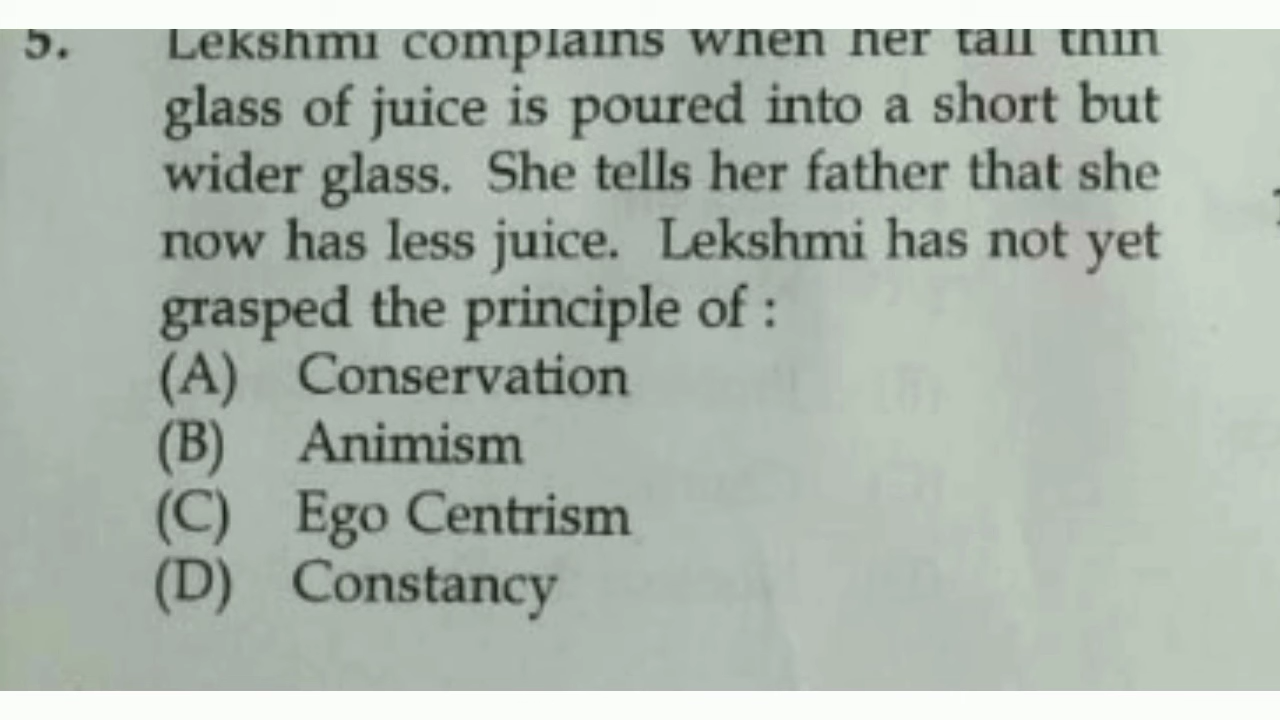 5. Lekshmi complains when her tall thin
glass of juice is poured into a short but
wider glass. She tells her father that she
now has less juice. Lekshmi has not yet
grasped the principle of :
(A) Conservation
(B) Animism
(C) Ego Centrism
(D) Constancy